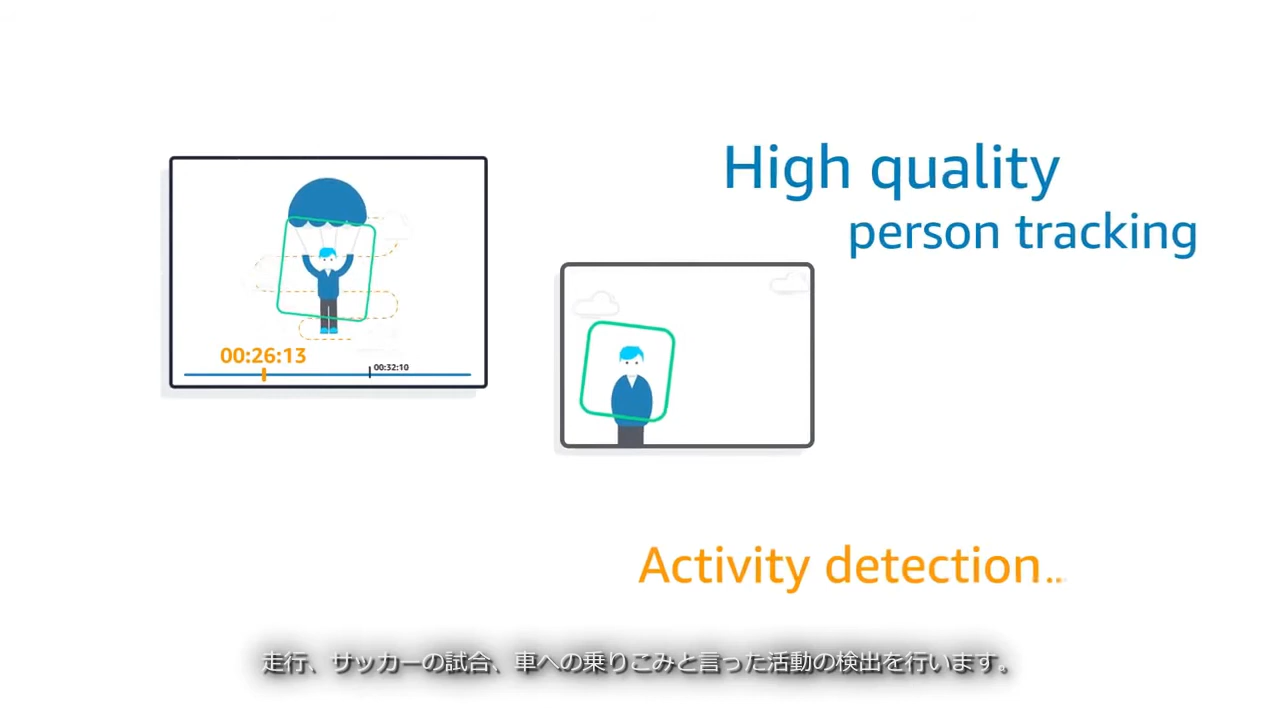 High quality
person tracking
00:26:13
00:32:10
Activity detection...
走行、サッカーの試合、車への乗りこみと言った活動の検出を行います。